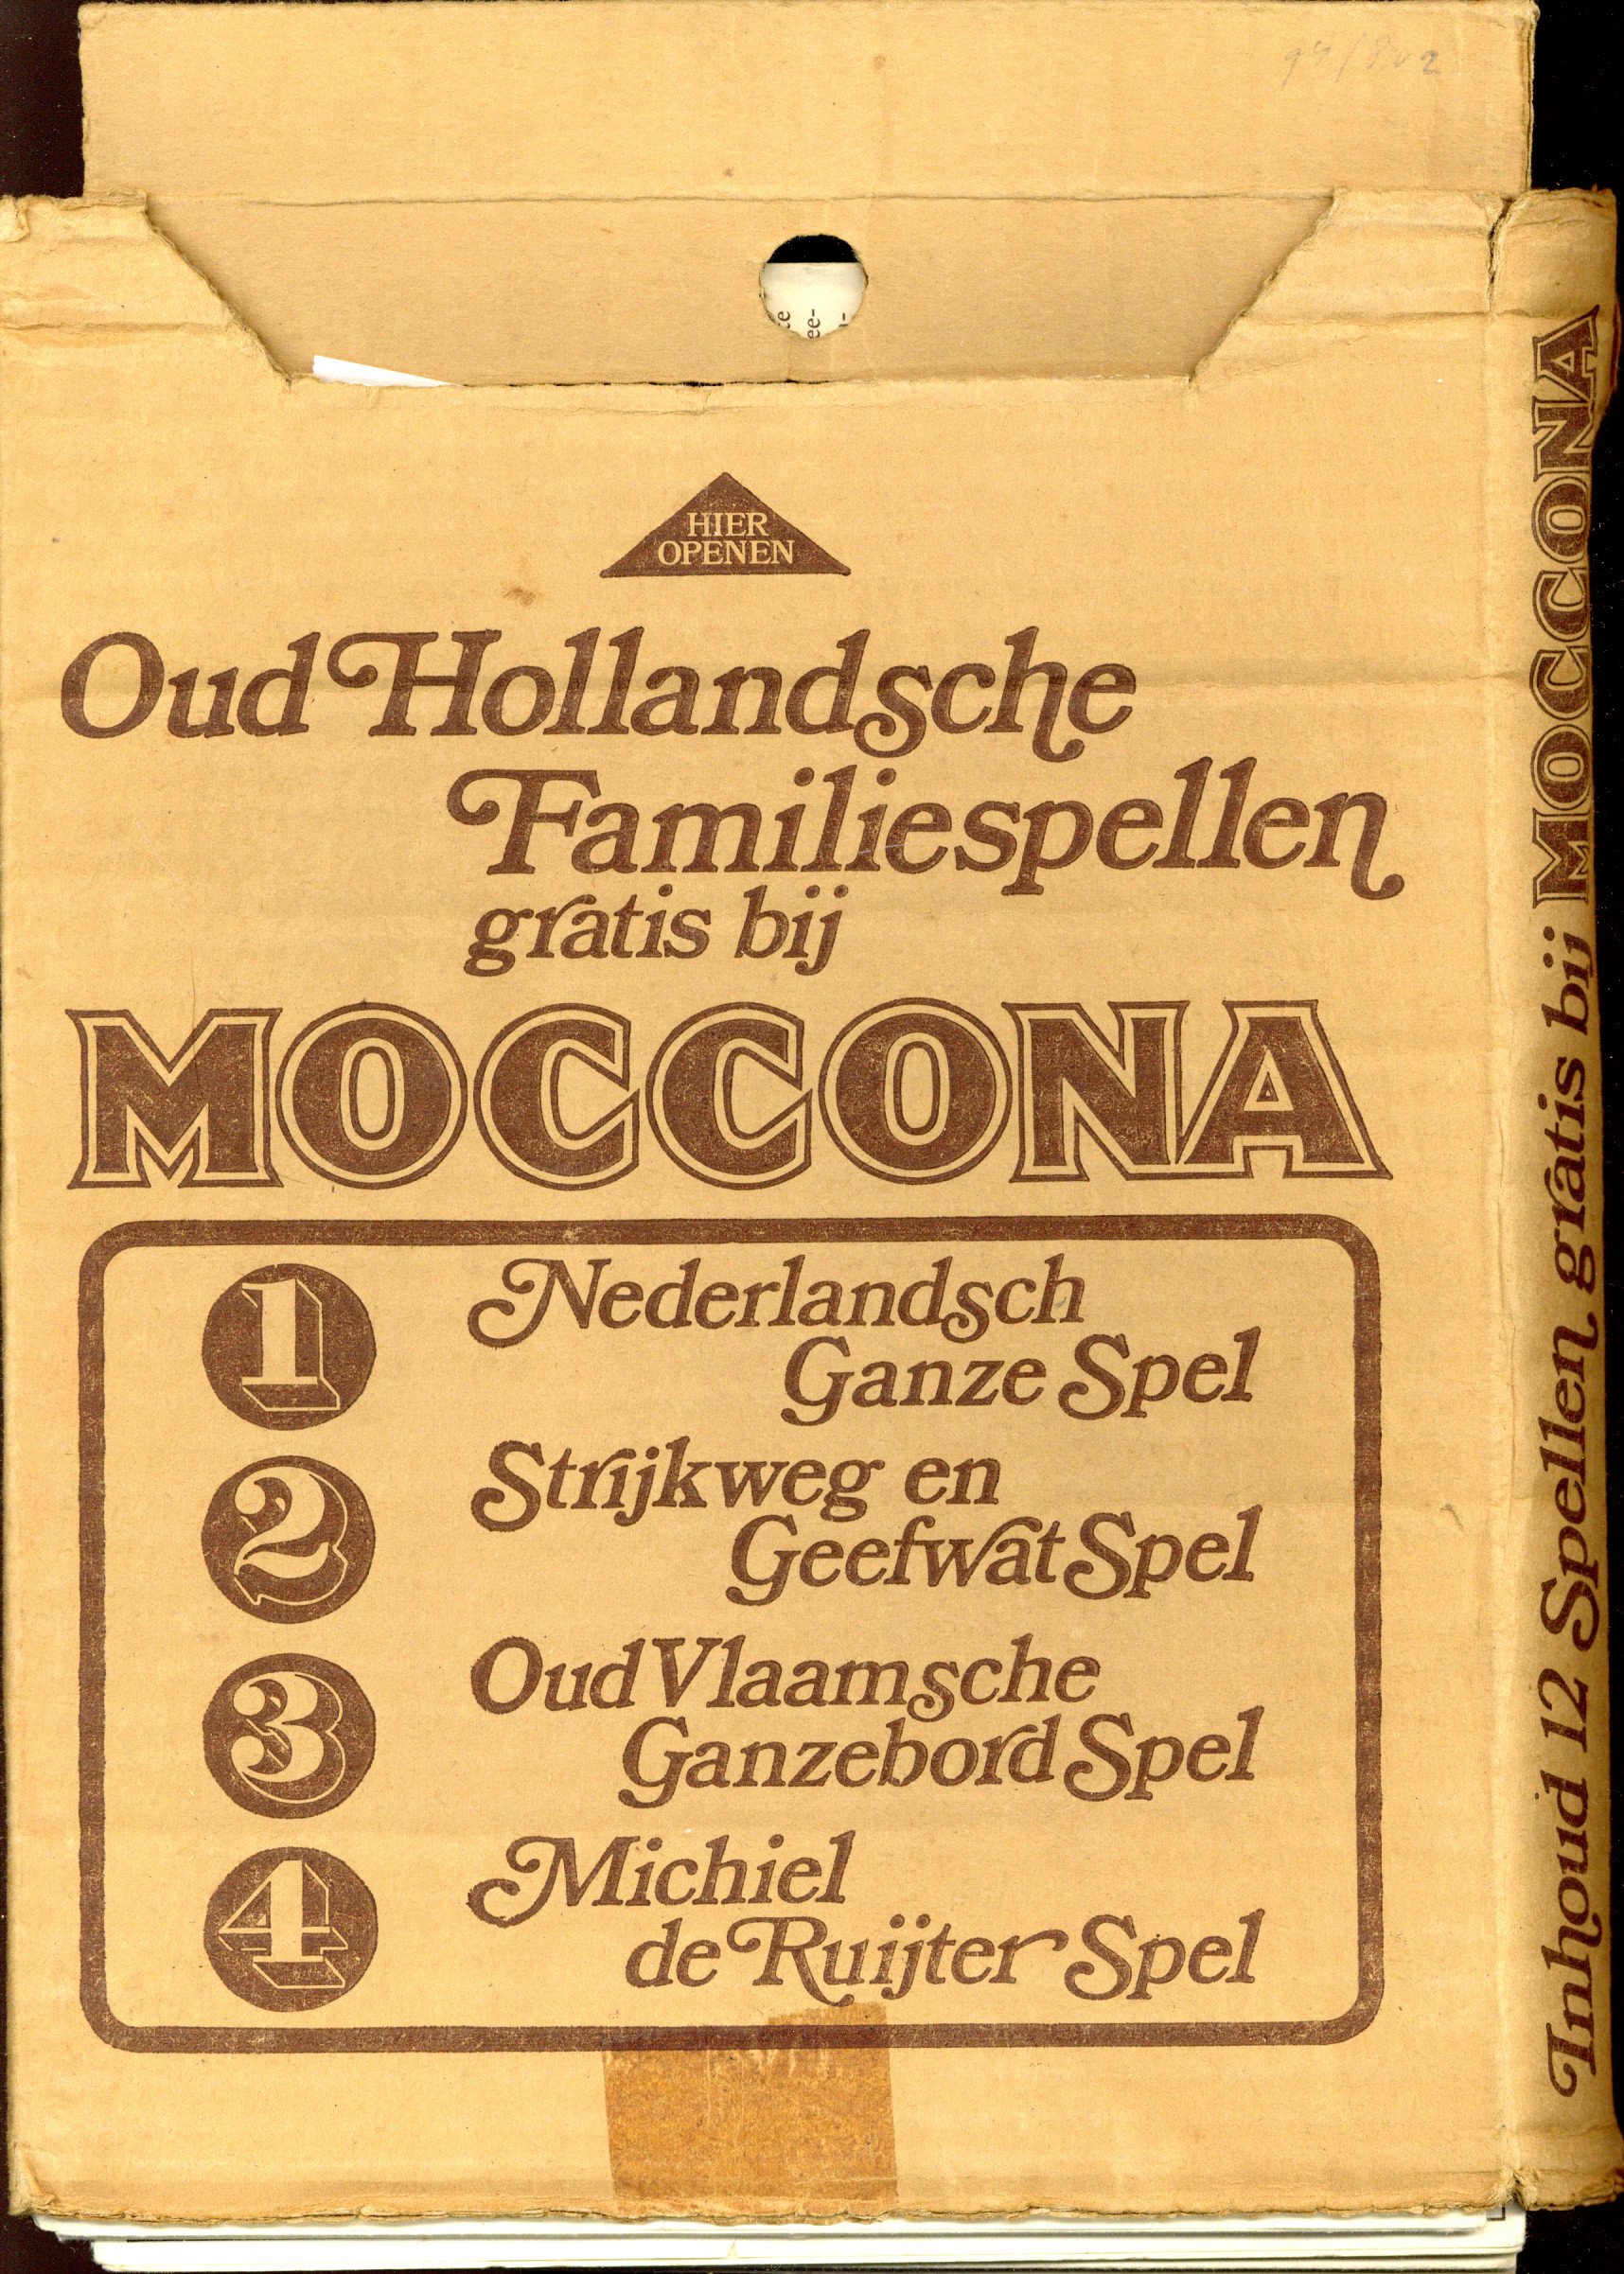 HIER
OPENEN
Oud Hollandsche
Familiespellen
gratis bij
MOCCONA
1 Nederlandsch
Ganze Spel
2 Strijkweg en
Geefwat Spel
3 Oud Vlaamsche
Ganzebord Spel
4 Michiel
de Ruijter Spel
Inhoud 12 Spellen gratis bij MOCCONA
ee-